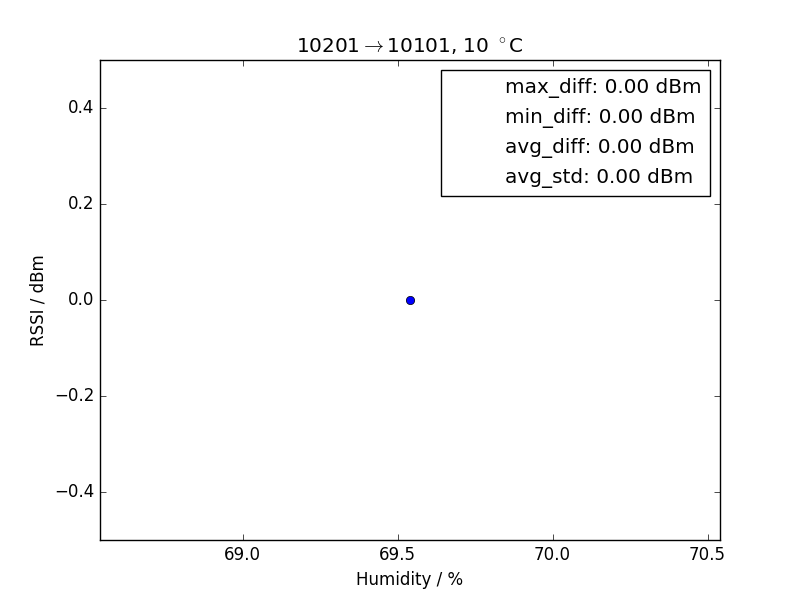 10201→10101, 10 °C
max_diff: 0.00 dBm
min_diff: 0.00 dBm
avg_diff: 0.00 dBm
avg_std: 0.00 dBm
RSSI / dBm
0.4
0.2
0.0
−0.2
−0.4
69.0 69.5 70.0 70.5
Humidity / %